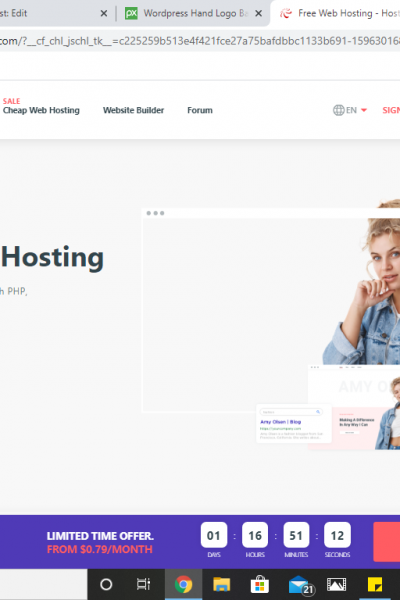 st: Edit
Wordpress Hand Logo Be
Free Web Hosting - Host
.com/?__cf_chl_jschl_tk__=c225259b513e4f421fce27a75bafdbbc1133b691-15963016
SALE
Cheap Web Hosting
Website Builder
Forum
EN
SIGN
Hosting
h PHP,
AMY O
Amy Olsen | Blog
Making A Difference
In Any Way I Can
LIMITED TIME OFFER.
FROM $0.79/MONTH
01 : 16 : 51 : 12
DAYS HOURS MINUTES SECONDS
21